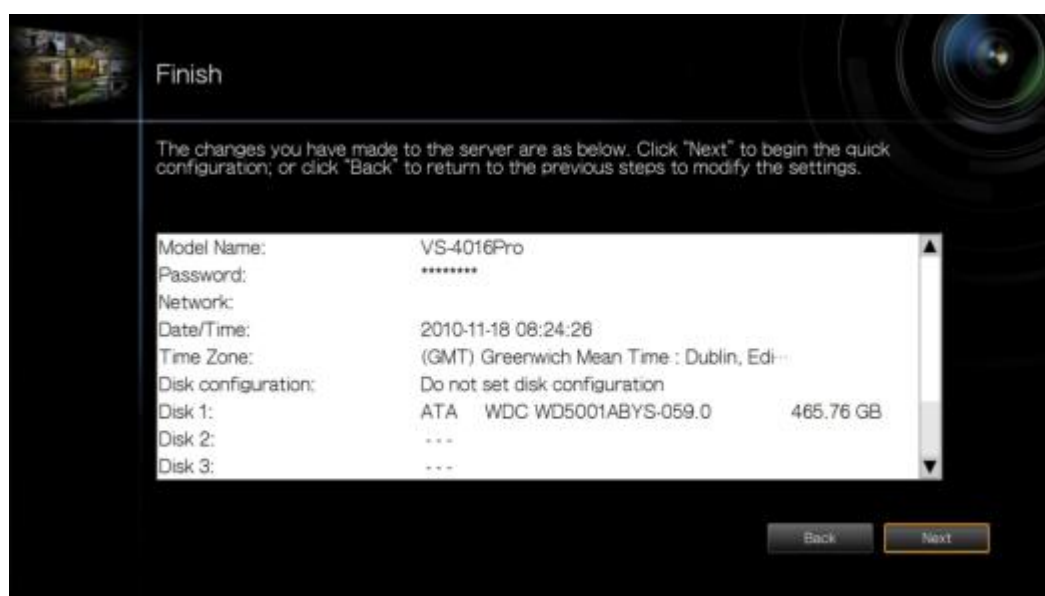 Finish
The changes you have made to the server are as below. Click "Next" to begin the quick
configuration; or click "Back" to return to the previous steps to modify the settings.
Model Name: VS-4016Pro
Password: ********
Network:
Date/Time: 2010-11-18 08:24:26
Time Zone: (GMT) Greenwich Mean Time : Dublin, Edi...
Disk configuration: Do not set disk configuration
Disk 1: ATA WDC WD5001ABYS-059.0 465.76 GB
Disk 2: ---
Disk 3: ---
Back Next